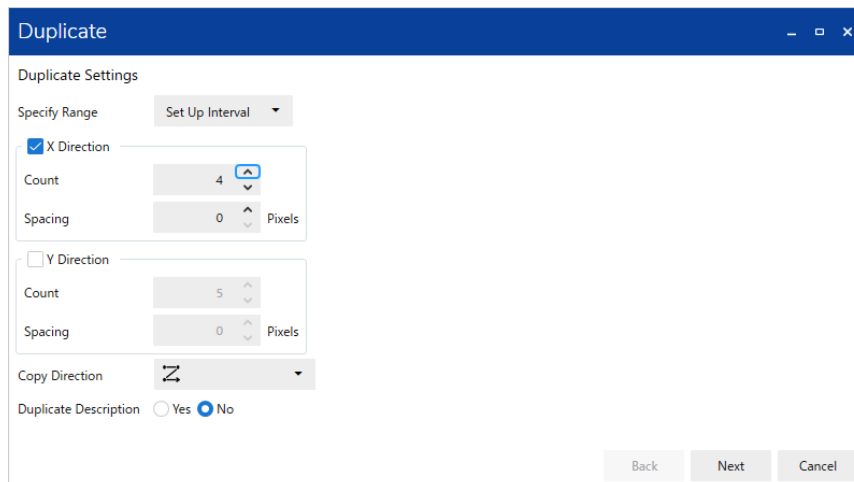 Duplicate
Duplicate Settings
Specify Range Set Up Interval
X Direction
Count 4
Spacing 0 Pixels
Y Direction
Count 5
Spacing 0 Pixels
Copy Direction
Duplicate Description Yes No
Back Next Cancel